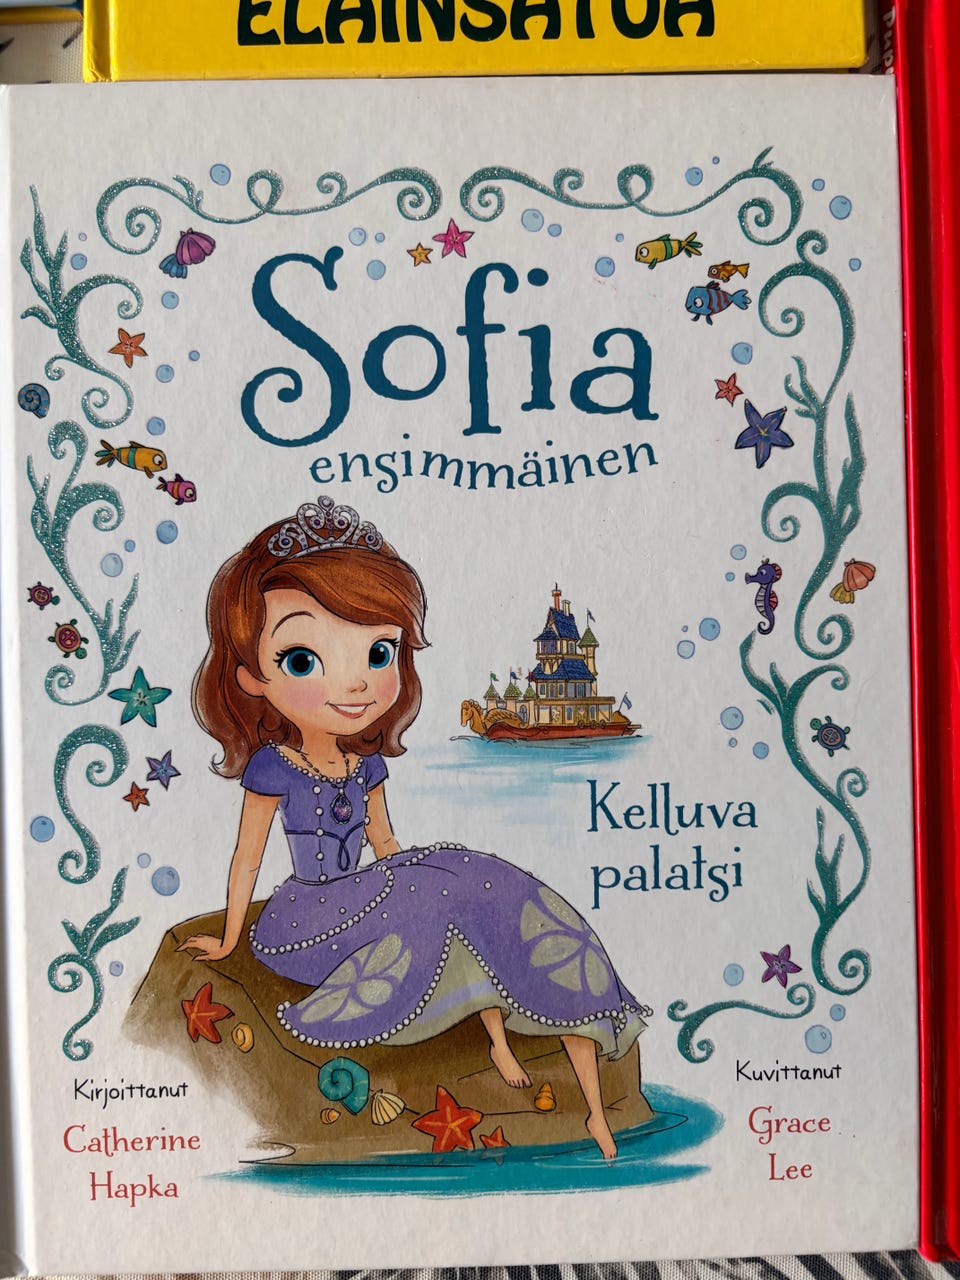 ELÄINSATUA
Sofia
ensimmäinen
Kelluva
palatsi
Kirjoittanut
Catherine
Hapka
Kuvittanut
Grace
Lee